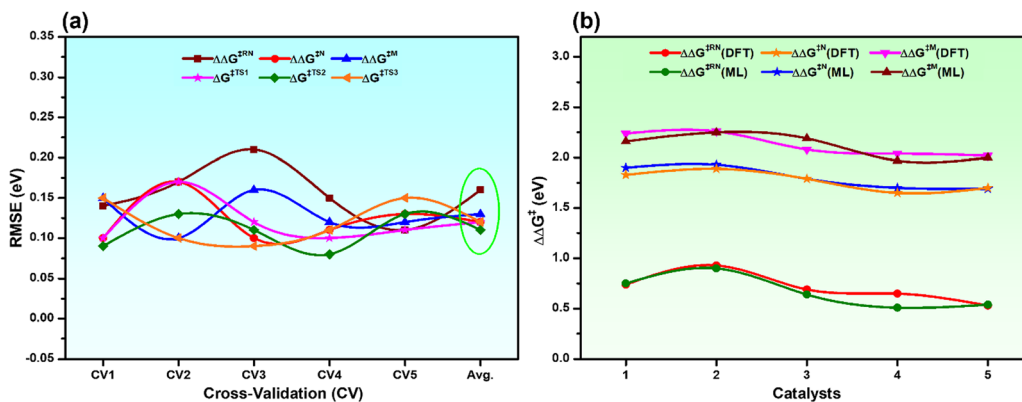 (a)
0.35
0.30
0.25
0.20
0.15
0.10
0.05
0.00
-0.05
RMSE (eV)
ΔΔG‡RN ΔΔG‡N ΔΔG‡M
ΔG‡TS1 ΔG‡TS2 ΔG‡TS3
CV1 CV2 CV3 CV4 CV5 Avg.
Cross-Validation (CV)
(b)
3.0
2.5
2.0
1.5
1.0
0.5
0.0
ΔΔG‡ (eV)
ΔΔG‡RN(DFT) ΔΔG‡N(DFT) ΔΔG‡M(DFT)
ΔΔG‡RN(ML) ΔΔG‡N(ML) ΔΔG‡M(ML)
1 2 3 4 5
Catalysts